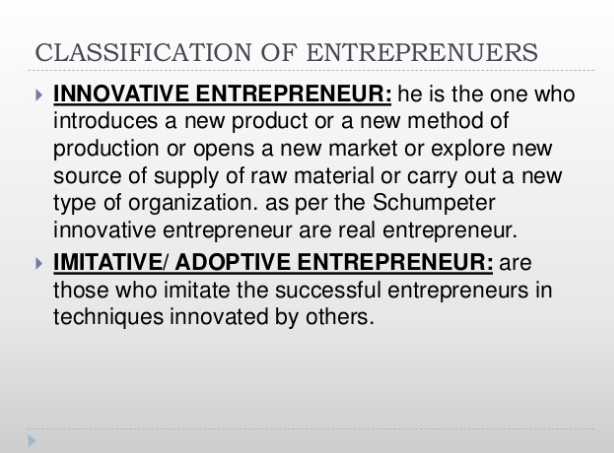 CLASSIFICATION OF ENTREPRENUERS
INNOVATIVE ENTREPRENEUR: he is the one who
introduces a new product or a new method of
production or opens a new market or explore new
source of supply of raw material or carry out a new
type of organization. as per the Schumpeter
innovative entrepreneur are real entrepreneur.
IMITATIVE/ ADOPTIVE ENTREPRENEUR: are
those who imitate the successful entrepreneurs in
techniques innovated by others.